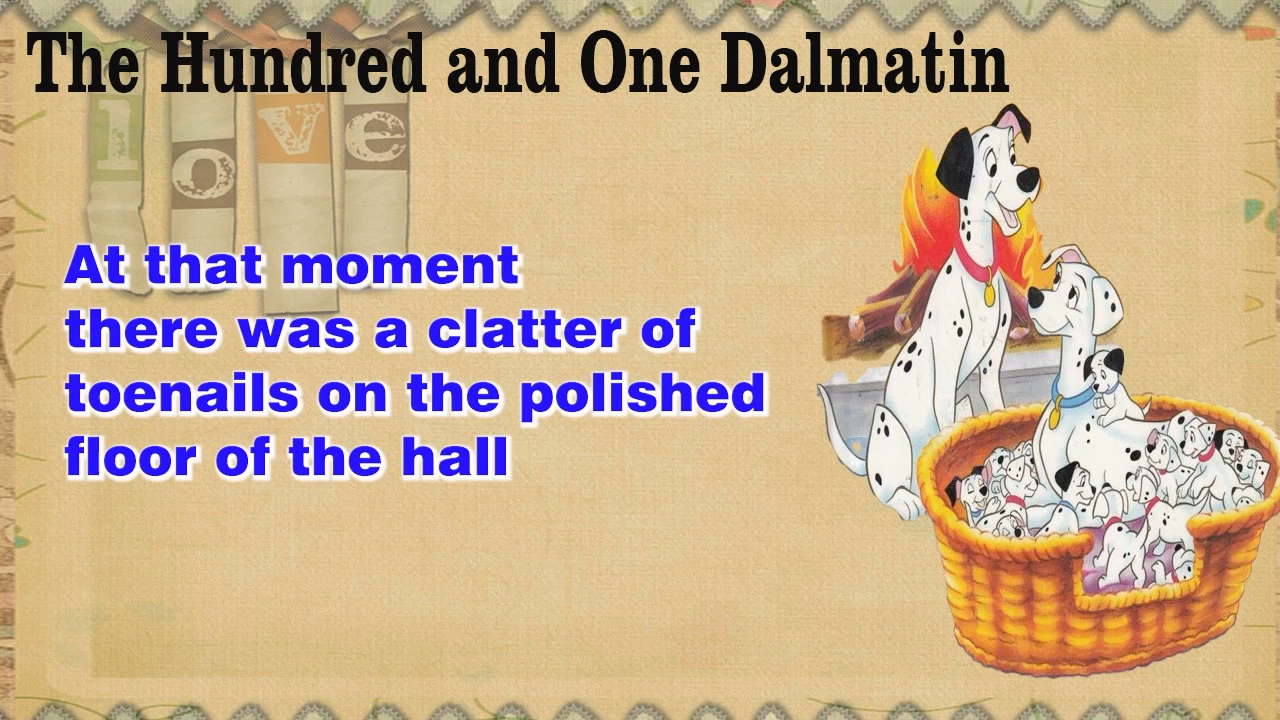 The Hundred and One Dalmatin
love
At that moment
there was a clatter of
toenails on the polished
floor of the hall